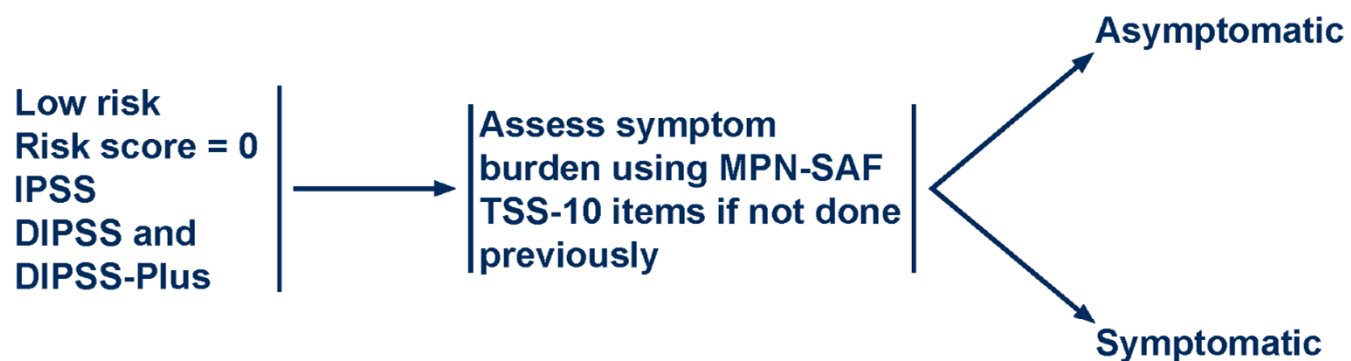 Low risk
Risk score = 0
IPSS
DIPSS and
DIPSS-Plus
Assess symptom
burden using MPN-SAF
TSS-10 items if not done
previously
Asymptomatic
Symptomatic